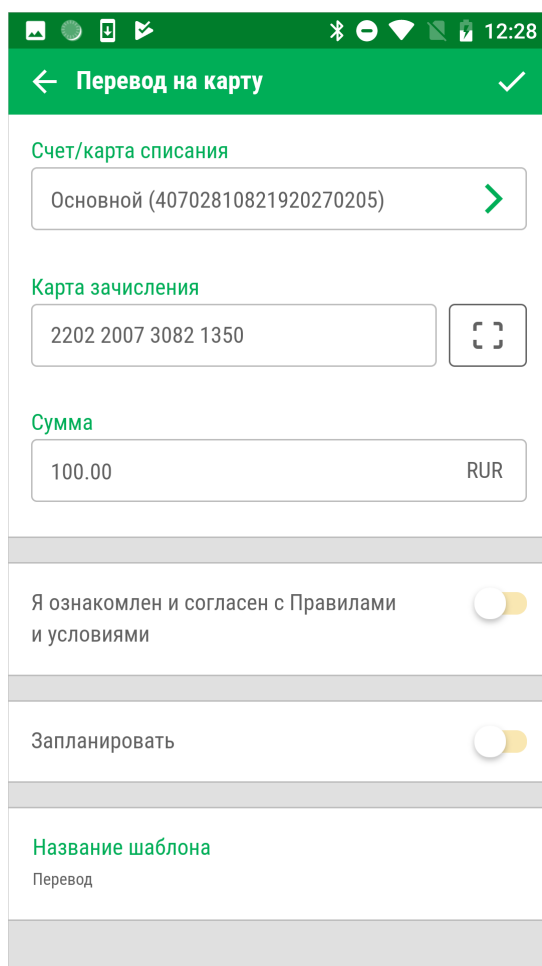 12:28
Перевод на карту
Счет/карта списания
Основной (40702810821920270205)
Карта зачисления
2202 2007 3082 1350
Сумма
100.00 RUR
Я ознакомлен и согласен с Правилами
и условиями
Запланировать
Название шаблона
Перевод